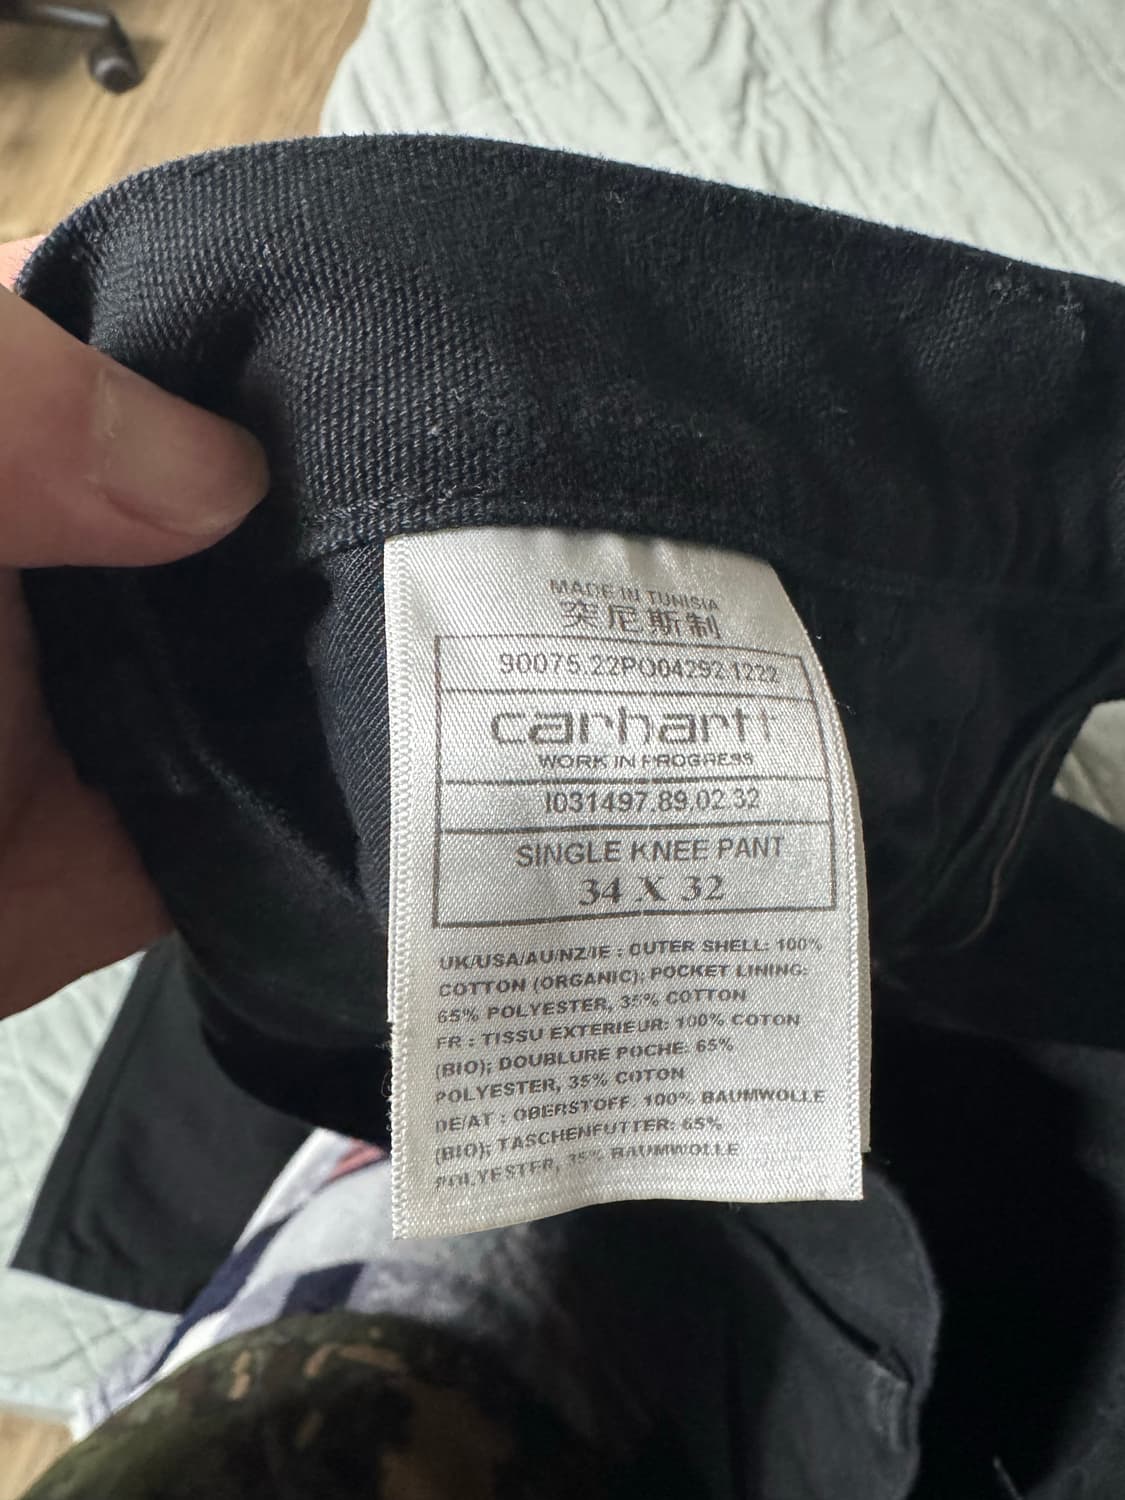 MADE IN TUNISIA
突尼斯制
90075.22PO04292 1222
carhartt
WORK IN PROGRESS
I031497.89.02.32
SINGLE KNEE PANT
34 X 32
UK/USA/AU/NZ/IE : OUTER SHELL: 100%
COTTON (ORGANIC); POCKET LINING:
65% POLYESTER, 35% COTTON
FR : TISSU EXTERIEUR: 100% COTON
(BIO); DOUBLURE POCHE: 65%
POLYESTER, 35% COTON
DE/AT : OBERSTOFF: 100% BAUMWOLLE
(BIO); TASCHENFUTTER: 65%
POLYESTER, 35% BAUMWOLLE